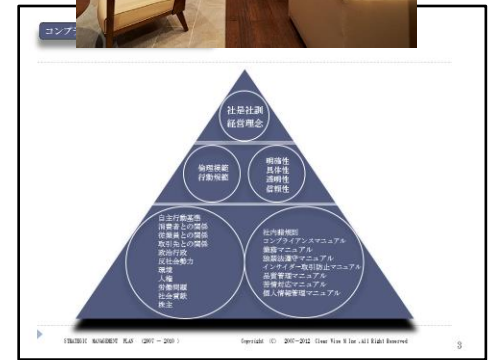 コンプラ
社是社訓
経営理念
倫理規範
行動規範
明確性
具体性
透明性
信頼性
自主行動基準
消費者との関係
従業員との関係
取引先との関係
政治行政
反社会勢力
環境
人権
労働問題
社会貢献
株主
社内諸規則
コンプライアンスマニュアル
業務マニュアル
独禁法遵守マニュアル
インサイダー取引防止マニュアル
品質管理マニュアル
苦情対応マニュアル
個人情報管理マニュアル
STRATEGIC MANAGEMENT PLAN (2007 - 2010)
Copyright (C) 2007-2012 Clear View N Inc .All Right Reserved
3